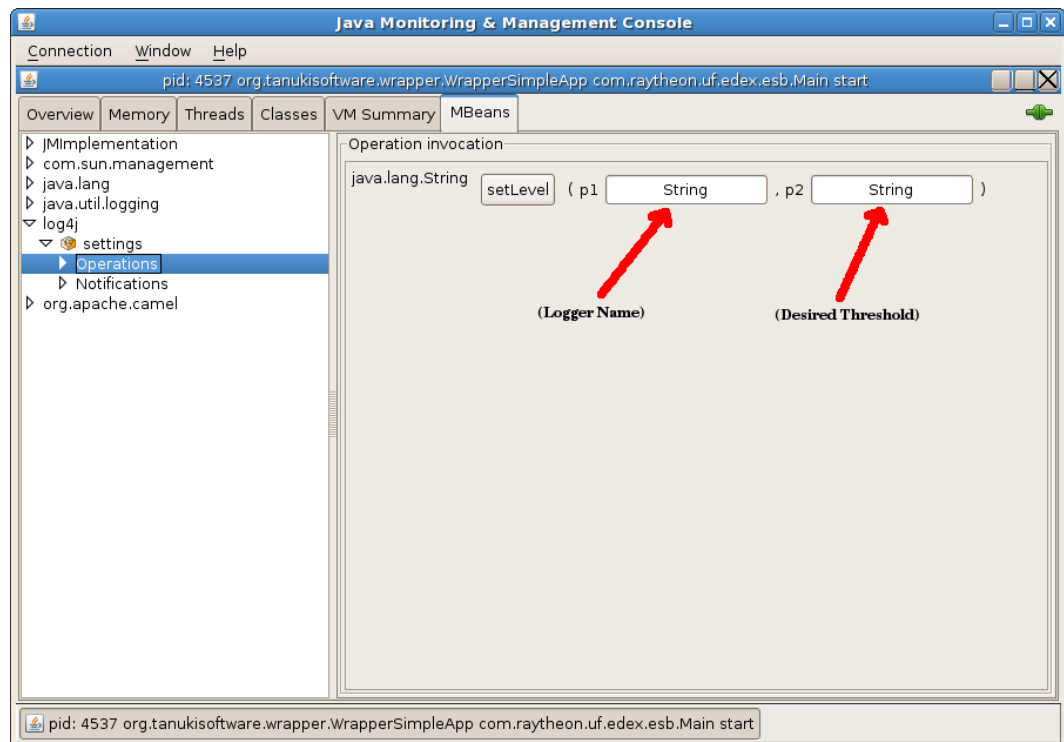 Java Monitoring & Management Console
Connection Window Help
pid: 4537 org.tanukisoftware.wrapper.WrapperSimpleApp com.raytheon.uf.edex.esb.Main start
Overview Memory Threads Classes VM Summary MBeans
JMImplementation
com.sun.management
java.lang
java.util.logging
log4j
settings
Operations
Notifications
org.apache.camel
Operation invocation
java.lang.String setLevel ( p1 String , p2 String )
(Logger Name) (Desired Threshold)
pid: 4537 org.tanukisoftware.wrapper.WrapperSimpleApp com.raytheon.uf.edex.esb.Main start